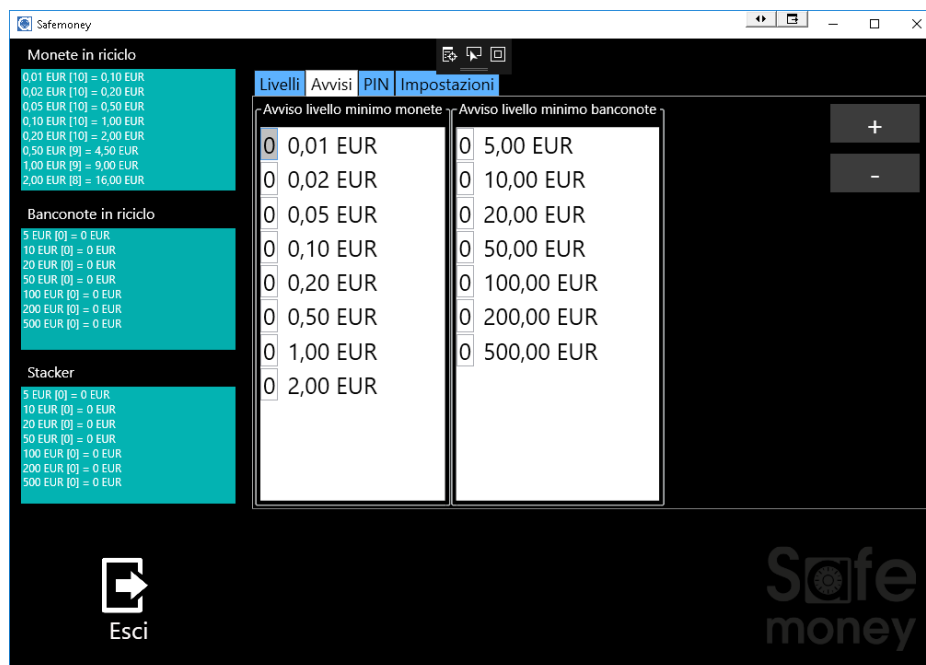 Safemoney
Monete in riciclo
0,01 EUR [10] = 0,10 EUR
0,02 EUR [10] = 0,20 EUR
0,05 EUR [10] = 0,50 EUR
0,10 EUR [10] = 1,00 EUR
0,20 EUR [10] = 2,00 EUR
0,50 EUR [9] = 4,50 EUR
1,00 EUR [9] = 9,00 EUR
2,00 EUR [8] = 16,00 EUR
Banconote in riciclo
5 EUR [0] = 0 EUR
10 EUR [0] = 0 EUR
20 EUR [0] = 0 EUR
50 EUR [0] = 0 EUR
100 EUR [0] = 0 EUR
200 EUR [0] = 0 EUR
500 EUR [0] = 0 EUR
Stacker
5 EUR [0] = 0 EUR
10 EUR [0] = 0 EUR
20 EUR [0] = 0 EUR
50 EUR [0] = 0 EUR
100 EUR [0] = 0 EUR
200 EUR [0] = 0 EUR
500 EUR [0] = 0 EUR
Esci
Livelli Avvisi PIN Impostazioni
Avviso livello minimo monete
0 0,01 EUR
0 0,02 EUR
0 0,05 EUR
0 0,10 EUR
0 0,20 EUR
0 0,50 EUR
0 1,00 EUR
0 2,00 EUR
Avviso livello minimo banconote
0 5,00 EUR
0 10,00 EUR
0 20,00 EUR
0 50,00 EUR
0 100,00 EUR
0 200,00 EUR
0 500,00 EUR
+
-
Safe
money